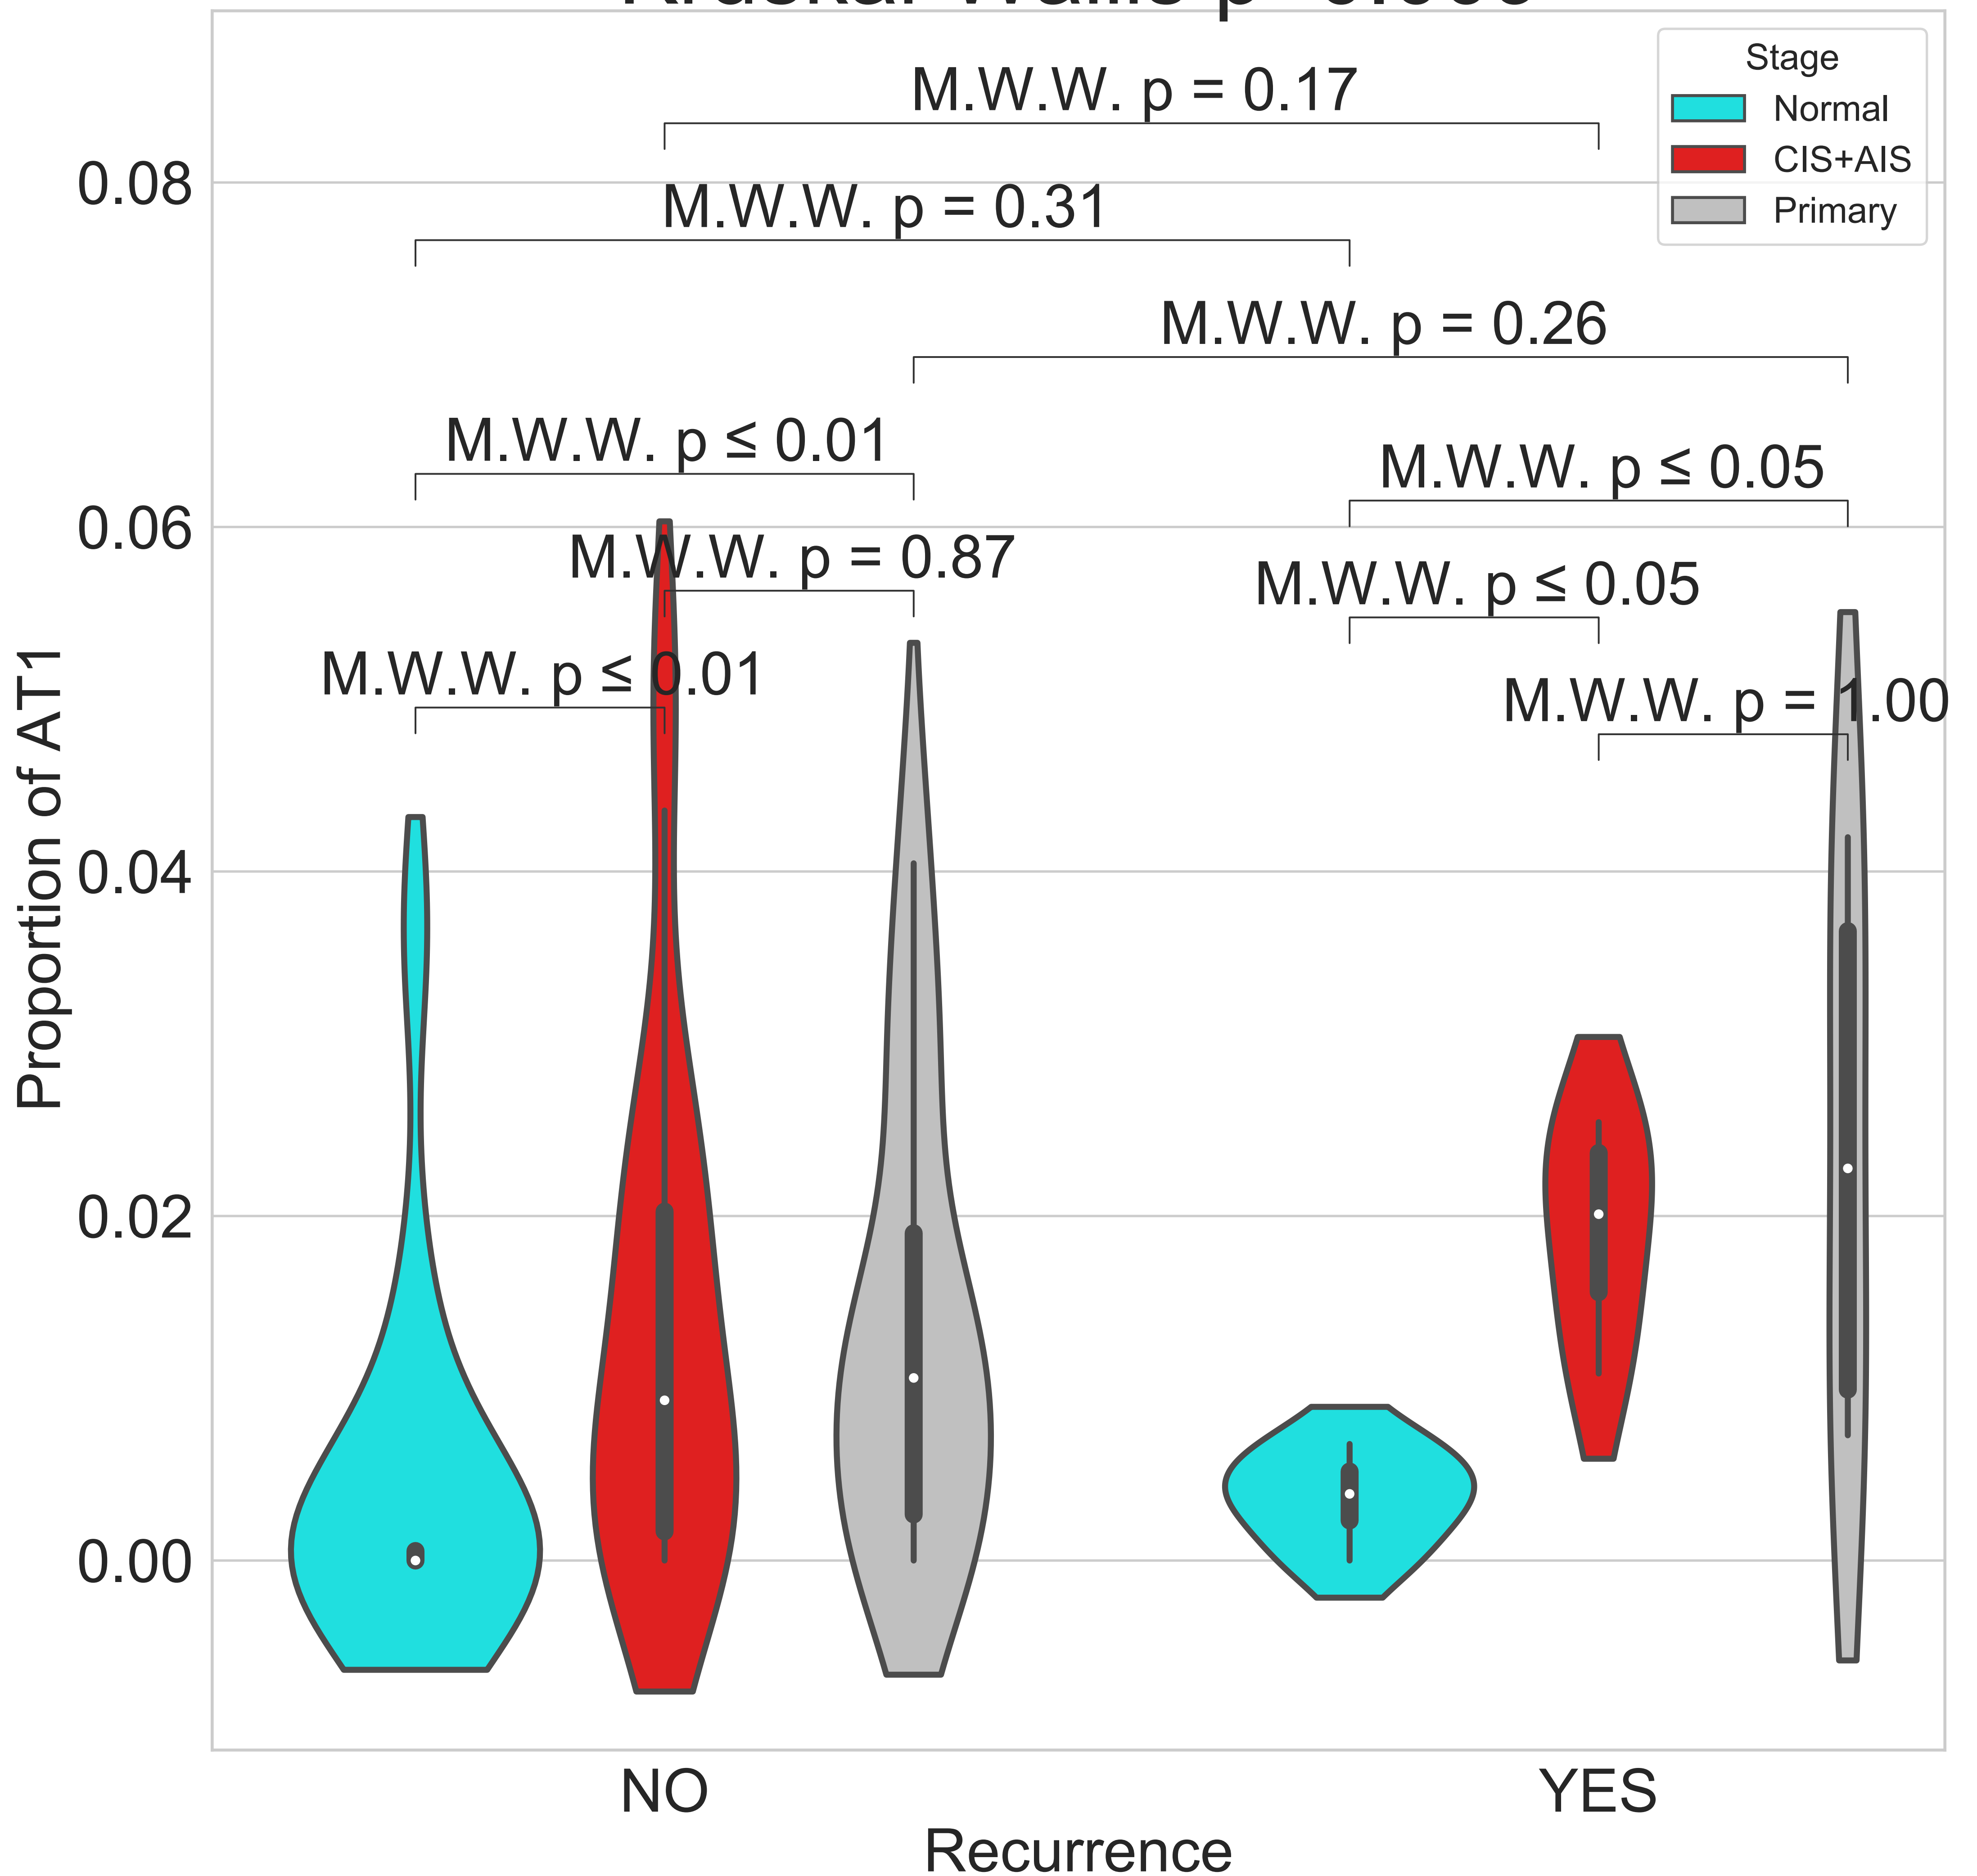 Stage
Normal
CIS+AIS
Primary
M.W.W. p = 0.17
M.W.W. p = 0.31
M.W.W. p = 0.26
M.W.W. p ≤ 0.01
M.W.W. p ≤ 0.05
M.W.W. p = 0.87
M.W.W. p ≤ 0.05
M.W.W. p ≤ 0.01
M.W.W. p = 1.00
0.08
0.06
0.04
0.02
0.00
Proportion of AT1
NO
YES
Recurrence